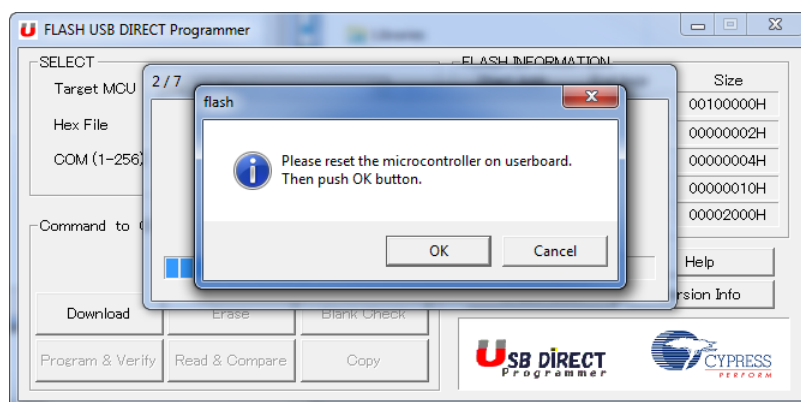 FLASH USB DIRECT Programmer
SELECT
FLASH INFORMATION
Target MCU
2/7
Size
flash
00100000H
Hex File
00000002H
COM (1-256)
Please reset the microcontroller on userboard.
Then push OK button.
00000004H
00000010H
00002000H
Command to
OK
Cancel
Help
rsion Info
Download
Erase
Blank Check
Program & Verify
Read & Compare
Copy
USB DIRECT
Programmer
CYPRESS
PERFORM